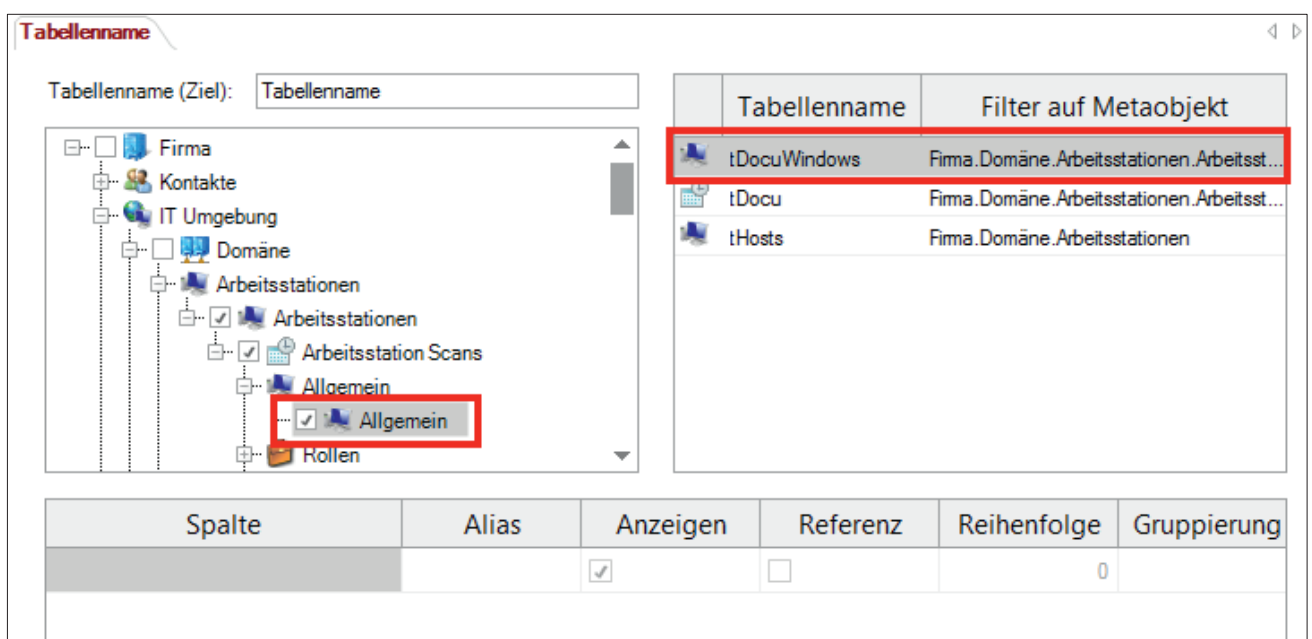 Tabellenname
Tabellenname (Ziel): Tabellenname
Firma
Kontakte
IT Umgebung
Domäne
Arbeitsstationen
Arbeitsstationen
Arbeitsstation Scans
Allgemein
Allgemein
Rollen
Tabellenname Filter auf Metaobjekt
tDocuWindows Firma.Domäne.Arbeitsstationen.Arbeitsst...
tDocu Firma.Domäne.Arbeitsstationen.Arbeitsst...
tHosts Firma.Domäne.Arbeitsstationen
Spalte Alias Anzeigen Referenz Reihenfolge Gruppierung
0